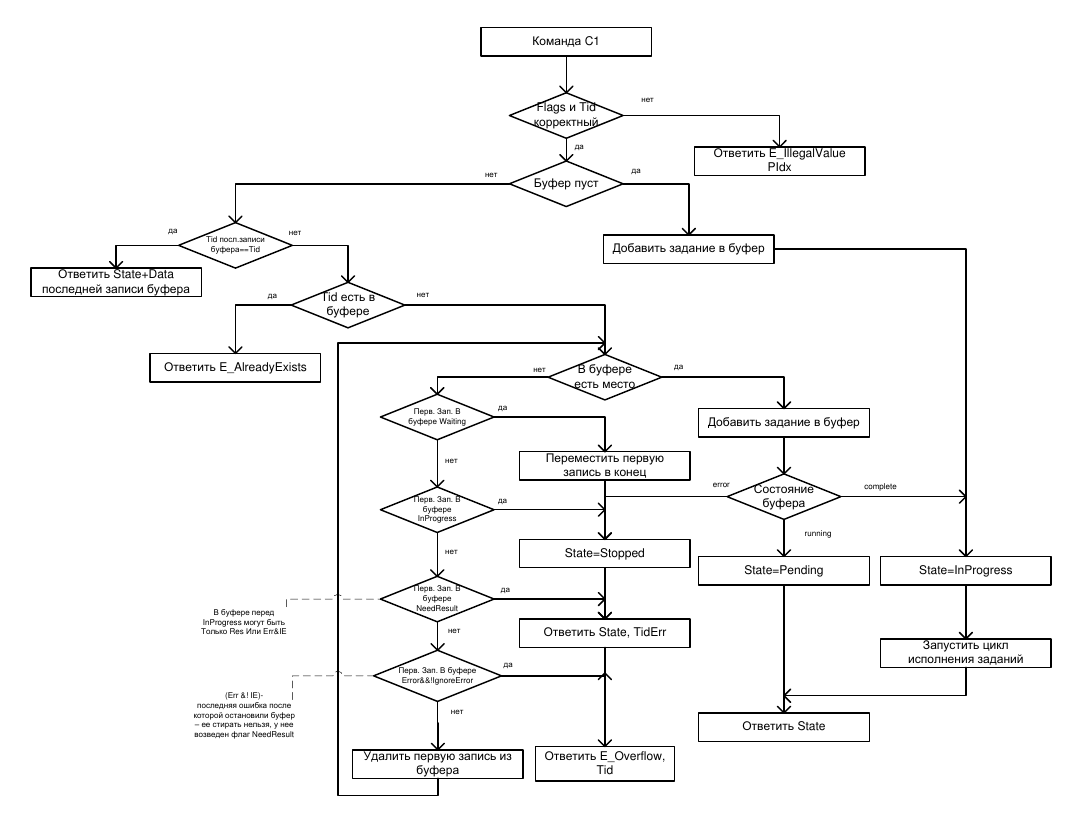 Команда C1
нет
Flags и Tid
корректный
да
Ответить E_IllegalValue
PIdx
нет
Буфер пуст
да
да
Tid посл.записи
буфера==Tid
нет
Добавить задание в буфер
Ответить State+Data
последней записи буфера
да
Tid есть в
буфере
нет
Ответить E_AlreadyExists
нет
В буфере
есть место
да
Перв. Зап. В
буфере Waiting
да
Добавить задание в буфер
нет
Переместить первую
запись в конец
error
Состояние
буфера
complete
Перв. Зап. В
буфере
InProgress
да
running
нет
State=Stopped
State=Pending
State=InProgress
Перв. Зап. В
буфере
NeedResult
да
В буфере перед
InProgress могут быть
Только Res Или Err&IE
нет
Ответить State, TidErr
Запустить цикл
исполнения заданий
Перв. Зап. В буфере
Error&&!IgnoreError
да
(Err &! IE)-
последняя ошибка после
которой остановили буфер
– ее стирать нельзя, у нее
возведен флаг NeedResult
нет
Ответить State
Удалить первую запись из
буфера
Ответить E_Overflow,
Tid